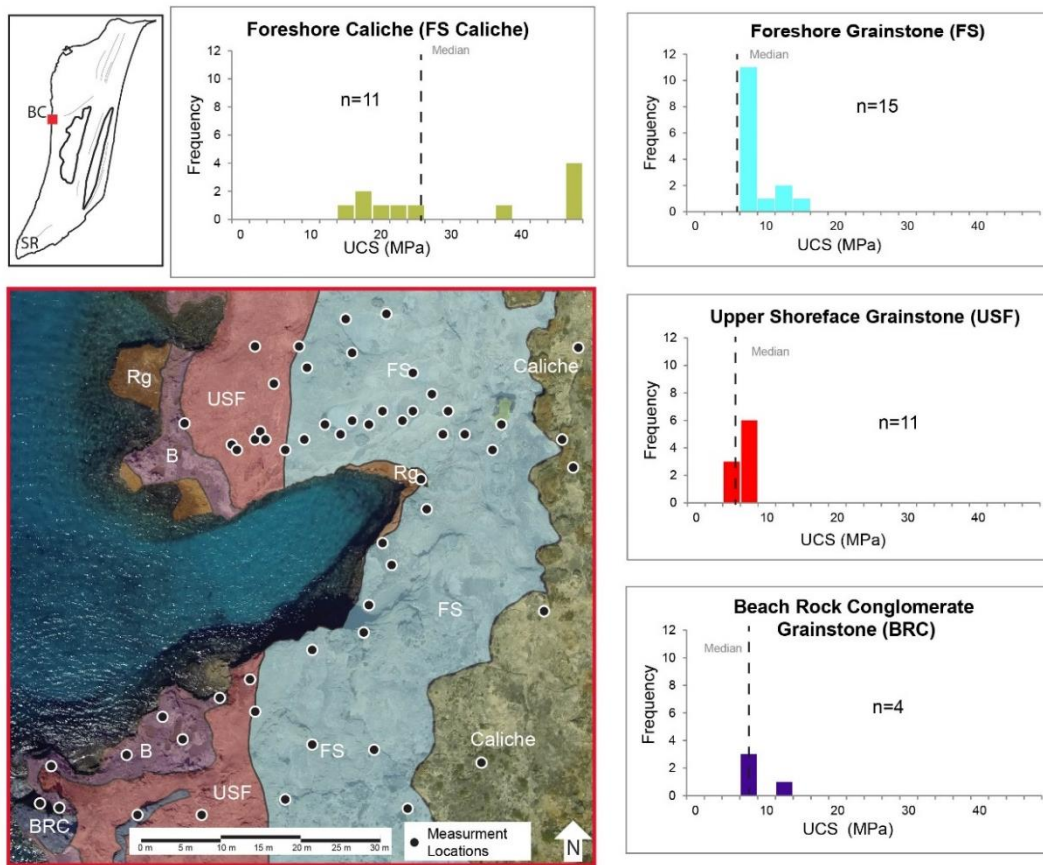 BC
SR
Foreshore Caliche (FS Caliche)
Median
12
10
8
6
4
2
0
Frequency
n=11
0
10
20
30
40
UCS (MPa)
Foreshore Grainstone (FS)
Median
12
10
8
6
4
2
0
Frequency
n=15
0
10
20
30
40
UCS (MPa)
Rg
USF
B
FS
Caliche
Rg
FS
B
USF
FS
Caliche
BRC
0 m
10 m
20 m
30 m
Measurment
Locations
N
Upper Shoreface Grainstone (USF)
Median
12
10
8
6
4
2
0
Frequency
n=11
0
10
20
30
40
UCS (MPa)
Beach Rock Conglomerate
Grainstone (BRC)
Median
12
10
8
6
4
2
0
Frequency
n=4
0
10
20
30
40
UCS (MPa)